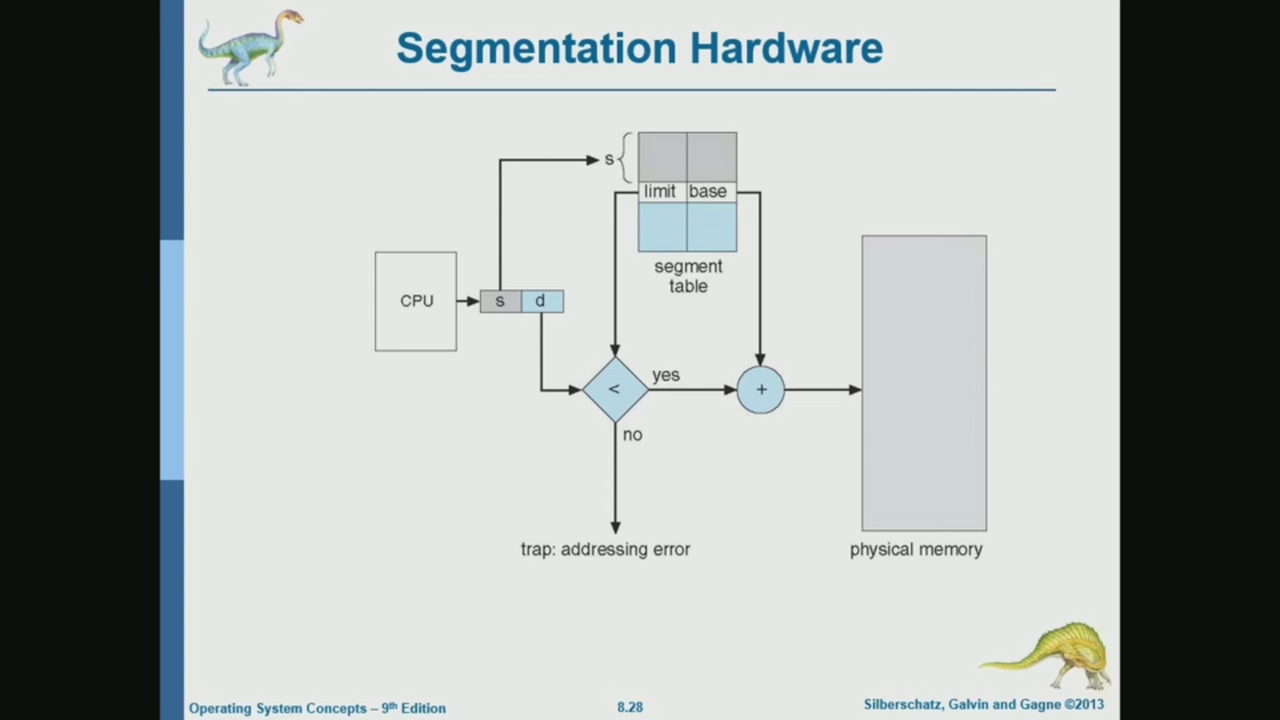 Segmentation Hardware
s
limit base
segment
table
CPU
s d
< yes +
no
trap: addressing error
physical memory
Operating System Concepts – 9th Edition
8.28
Silberschatz, Galvin and Gagne ©2013